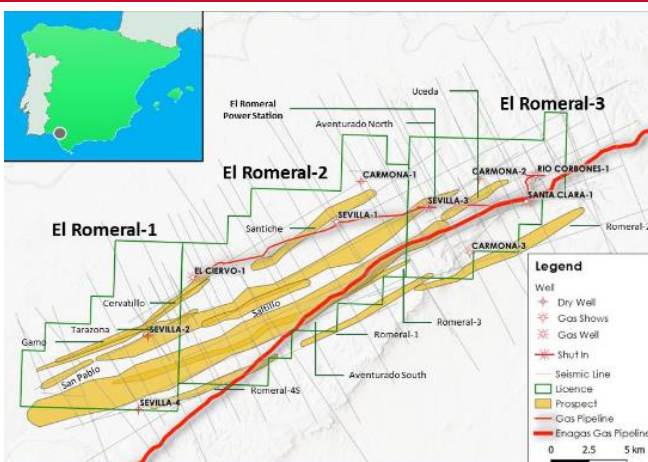 Uceda
El Romeral
Power Station
Aventurado North
El Romeral-3
El Romeral-2
El Romeral-1
CARMONA-1
CARMONA-2
RIO CORBONES-1
SANTA CLARA-1
SEVILLA-3
SEVILLA-1
Santiche
CARMONA-3
Romeral-2
EL CIERVO-1
Cervatillo
Saltillo
Tarazona
SEVILLA-2
Gamo
San Pablo
Romeral-3
Romeral-1
Aventurado South
Romeral-4S
SEVILLA-4
Legend
Well
Dry Well
Gas Shows
Gas Well
Shut In
Seismic Line
Licence
Prospect
Gas Pipeline
Enagas Gas Pipeline
0 2.5 5 km